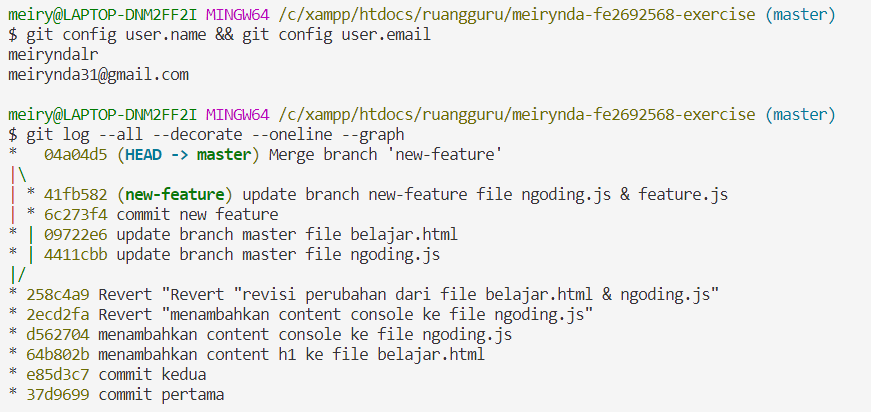 meiry@LAPTOP-DNM2FF2I MINGW64 /c/xampp/htdocs/ruangguru/meirynda-fe2692568-exercise (master)
$ git config user.name && git config user.email
meiryndalr
meirynda31@gmail.com
meiry@LAPTOP-DNM2FF2I MINGW64 /c/xampp/htdocs/ruangguru/meirynda-fe2692568-exercise (master)
$ git log --all --decorate --oneline --graph
*   04a04d5 (HEAD -> master) Merge branch 'new-feature'
|\
| * 41fb582 (new-feature) update branch new-feature file ngoding.js & feature.js
| * 6c273f4 commit new feature
* | 09722e6 update branch master file belajar.html
* | 4411cbb update branch master file ngoding.js
|/
* 258c4a9 Revert "Revert "revisi perubahan dari file belajar.html & ngoding.js"
* 2ecd2fa Revert "menambahkan content console ke file ngoding.js"
* d562704 menambahkan content console ke file ngoding.js
* 64b802b menambahkan content h1 ke file belajar.html
* e85d3c7 commit kedua
* 37d9699 commit pertama